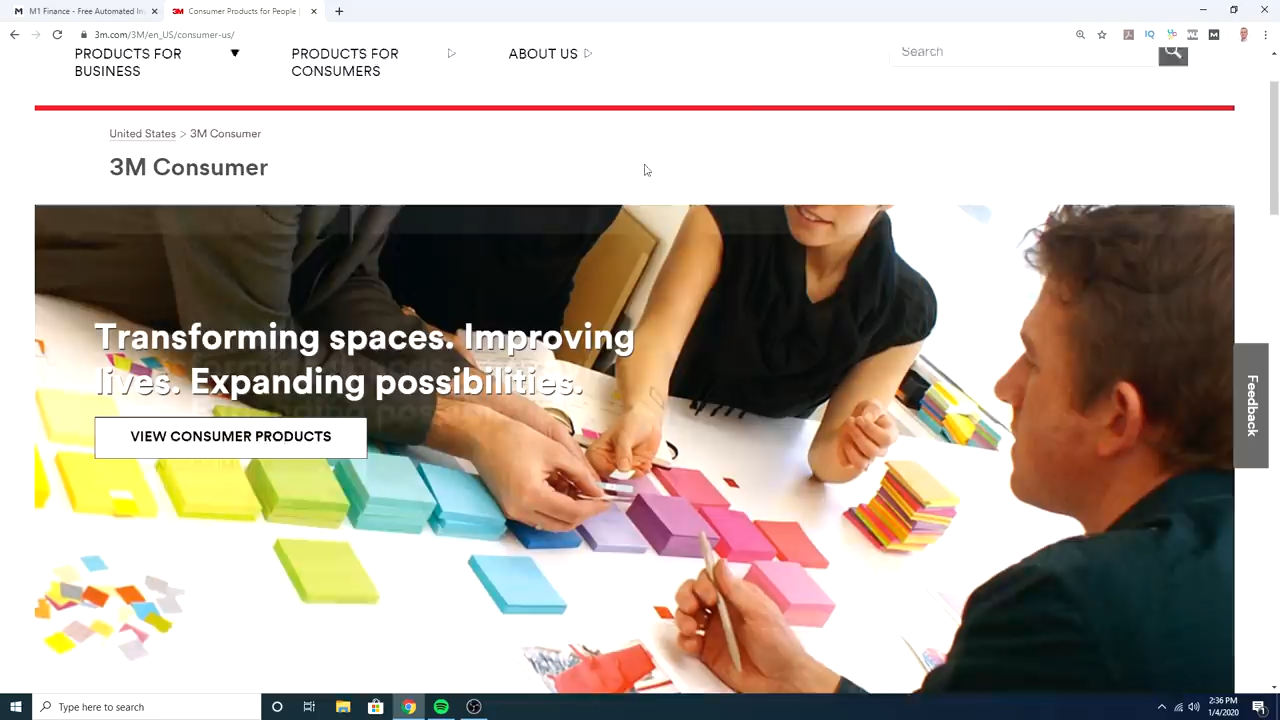 M1 Finance - Free Automated In
3M Consumer Products for People
3m.com/3M/en_US/consumer-us/
IQ
PRODUCTS FOR BUSINESS
PRODUCTS FOR CONSUMERS
ABOUT US
Search
United States > 3M Consumer
3M Consumer
Transforming spaces. Improving
lives. Expanding possibilities.
VIEW CONSUMER PRODUCTS
Feedback
Type here to search
2:36 PM
1/4/2020